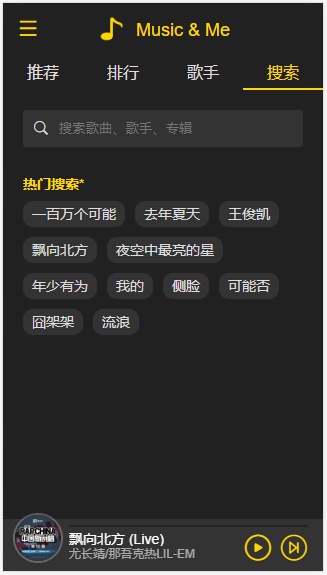 Music & Me
推荐 排行 歌手 搜索
搜索歌曲、歌手、专辑
热门搜索*
一百万个可能 去年夏天 王俊凯
飘向北方 夜空中最亮的星
年少有为 我的 侧脸 可能否
囧架架 流浪
飘向北方 (Live)
尤长靖/那吾克热LIL-EM